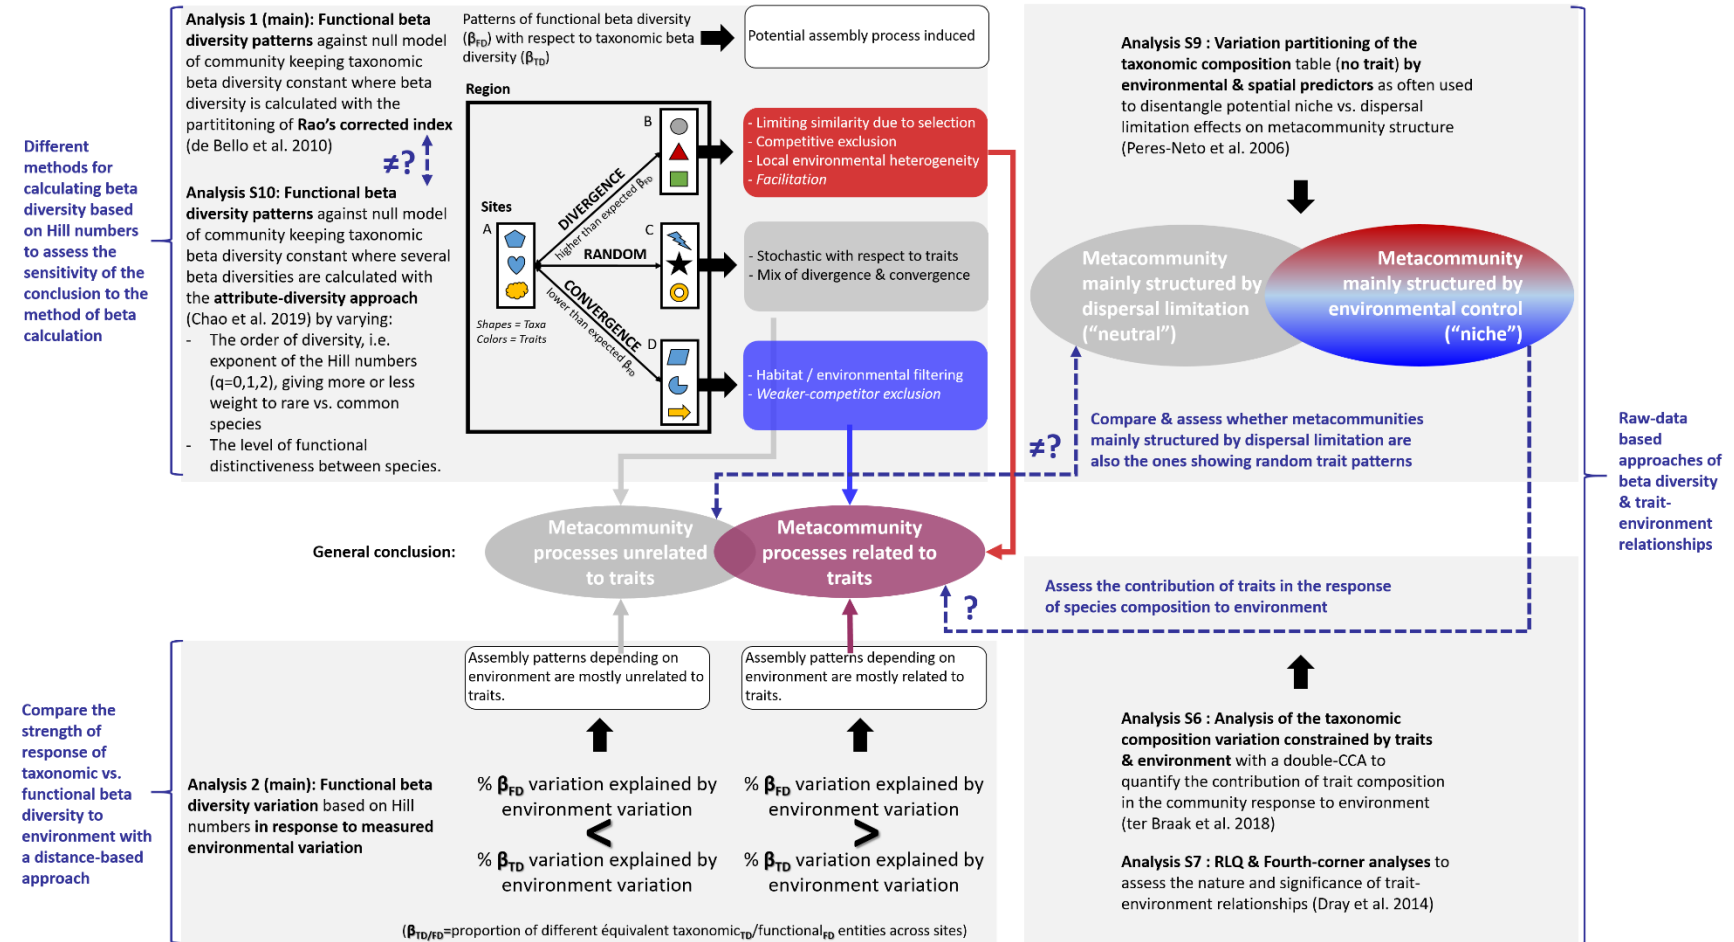 Different
methods for
calculating beta
diversity based
on Hill numbers
to assess the
sensitivity of the
conclusion to the
method of beta
calculation
Analysis 1 (main): Functional beta
diversity patterns against null model
of community keeping taxonomic
beta diversity constant where beta
diversity is calculated with the
partititoning of Rao's corrected index
(de Bello et al. 2010)
≠?
Analysis S10: Functional beta
diversity patterns against null model
of community keeping taxonomic
beta diversity constant where several
beta diversities are calculated with
the attribute-diversity approach
(Chao et al. 2019) by varying:
- The order of diversity, i.e.
exponent of the Hill numbers
(q=0,1,2), giving more or less
weight to rare vs. common
species
- The level of functional
distinctiveness between species.
Patterns of functional beta diversity
(βFD) with respect to taxonomic beta
diversity (βTD)
Potential assembly process induced
Region
Sites
A
B
C
D
DIVERGENCE
higher than expected βFD
RANDOM
CONVERGENCE
lower than expected βFD
Shapes = Taxa
Colors = Traits
- Limiting similarity due to selection
- Competitive exclusion
- Local environmental heterogeneity
- Facilitation
- Stochastic with respect to traits
- Mix of divergence & convergence
- Habitat / environmental filtering
- Weaker-competitor exclusion
Analysis S9 : Variation partitioning of the
taxonomic composition table (no trait) by
environmental & spatial predictors as often used
to disentangle potential niche vs. dispersal
limitation effects on metacommunity structure
(Peres-Neto et al. 2006)
Metacommunity
mainly structured by
dispersal limitation
("neutral")
Metacommunity
mainly structured by
environmental control
("niche")
≠?
Compare & assess whether metacommunities
mainly structured by dispersal limitation are
also the ones showing random trait patterns
Raw-data
based
approaches of
beta diversity
& trait-
environment
relationships
General conclusion:
Metacommunity
processes unrelated
to traits
Metacommunity
processes related to
traits
?
Assess the contribution of traits in the response
of species composition to environment
Compare the
strength of
response of
taxonomic vs.
functional beta
diversity to
environment with
a distance-based
approach
Analysis 2 (main): Functional beta
diversity variation based on Hill
numbers in response to measured
environmental variation
Assembly patterns depending on
environment are mostly unrelated to
traits.
% βFD variation explained by
environment variation
<
% βTD variation explained by
environment variation
Assembly patterns depending on
environment are mostly related to
traits.
% βFD variation explained by
environment variation
>
% βTD variation explained by
environment variation
(βTD/FD=proportion of different équivalent taxonomicTD/functionalFD entities across sites)
Analysis S6 : Analysis of the taxonomic
composition variation constrained by traits
& environment with a double-CCA to
quantify the contribution of trait composition
in the community response to environment
(ter Braak et al. 2018)
Analysis S7 : RLQ & Fourth-corner analyses to
assess the nature and significance of trait-
environment relationships (Dray et al. 2014)